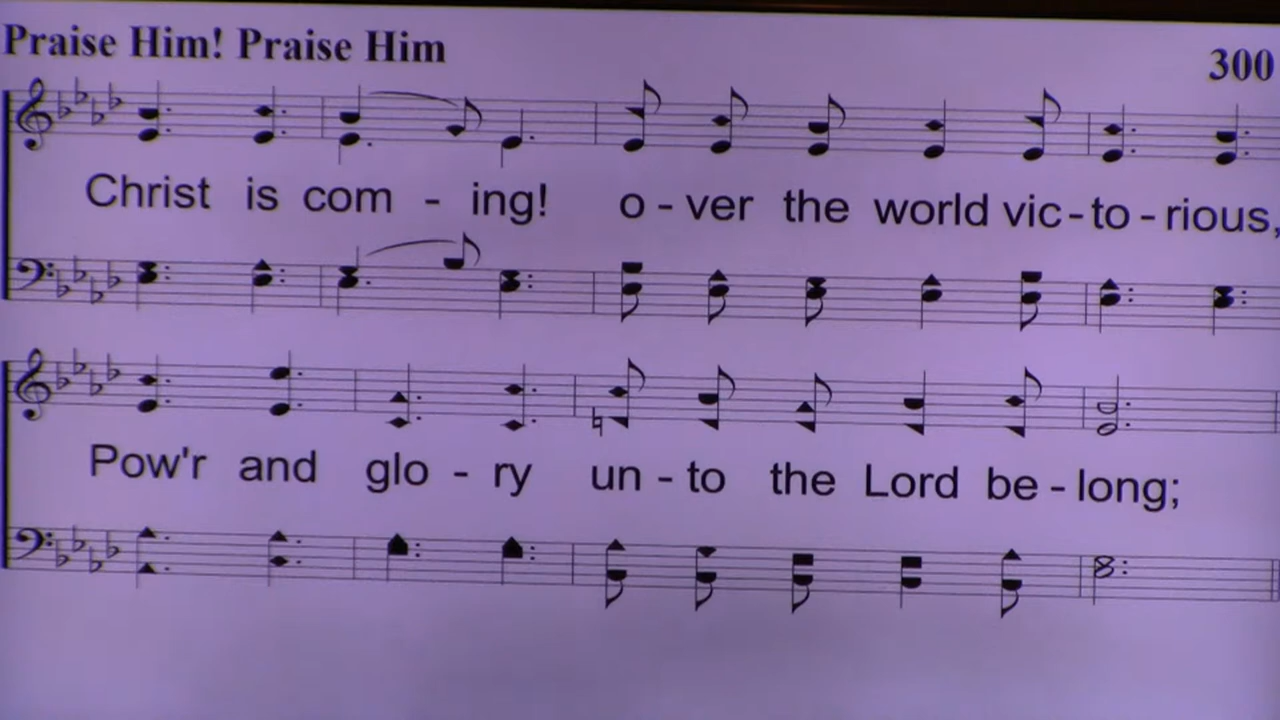 Praise Him! Praise Him 300
Christ is com - ing! o - ver the world vic - to - rious,
Pow'r and glo - ry un - to the Lord be - long;